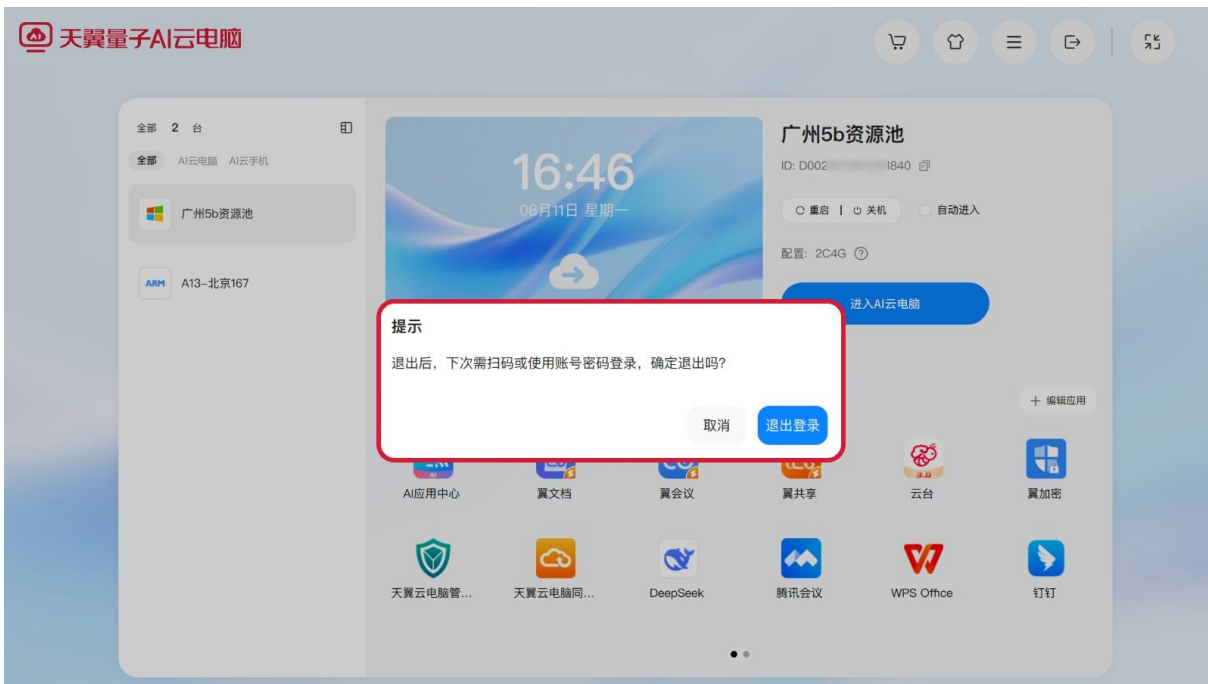 天翼量子AI云电脑
全部 2 台
全部 AI云电脑 AI云手机
广州5b资源池
ARM A13-北京167
16:46
08月11日 星期一
广州5b资源池
ID: D002 1840
重启 | 关机 自动进入
配置: 2C4G
进入AI云电脑
提示
退出后，下次需扫码或使用账号密码登录，确定退出吗?
取消 退出登录
+ 编辑应用
AI应用中心 翼文档 翼会议 翼共享 云台 翼加密
天翼云电脑管... 天翼云电脑同... DeepSeek 腾讯会议 WPS Office 钉钉